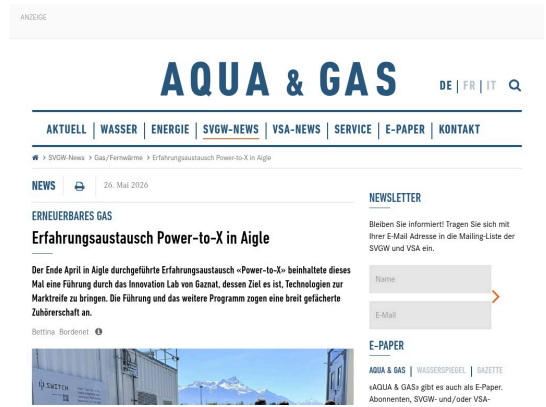 ANZEIGE
AQUA & GAS
DE | FR | IT
AKTUELL | WASSER | ENERGIE | SVGW-NEWS | VSA-NEWS | SERVICE | E-PAPER | KONTAKT
> SVGW-News > Gas/Fernwärme > Erfahrungsaustausch Power-to-X in Aigle
NEWS
26. Mai 2026
ERNEUERBARES GAS
Erfahrungsaustausch Power-to-X in Aigle
Der Ende April in Aigle durchgeführte Erfahrungsaustausch «Power-to-X» beinhaltete dieses
Mal eine Führung durch das Innovation Lab von Gaznat, dessen Ziel es ist, Technologien zur
Marktreife zu bringen. Die Führung und das weitere Programm zogen eine breit gefächerte
Zuhörerschaft an.
Bettina Bordenet
SWITCH
NEWSLETTER
Bleiben Sie informiert! Tragen Sie sich mit
Ihrer E-Mail Adresse in die Mailing-Liste der
SVGW und VSA ein.
Name
E-Mail
E-PAPER
AQUA & GAS | WASSERSPIEGEL | GAZETTE
«AQUA & GAS» gibt es auch als E-Paper.
Abonnenten, SVGW- und/oder VSA-